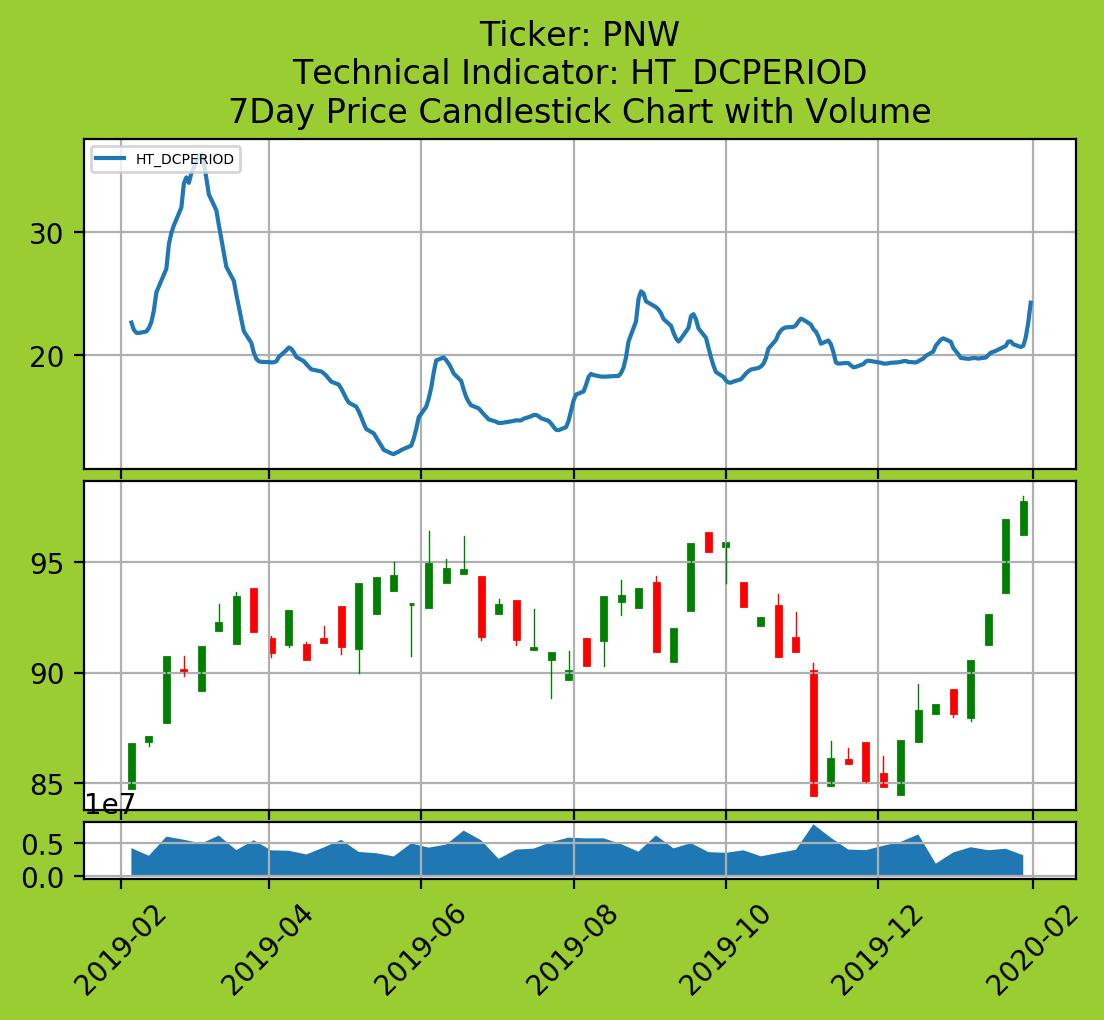 Ticker: PNW
Technical Indicator: HT_DCPERIOD
7Day Price Candlestick Chart with Volume
HT_DCPERIOD
30
20
95
90
85
1e7
0.5
0.0
2019-02
2019-04
2019-06
2019-08
2019-10
2019-12
2020-02